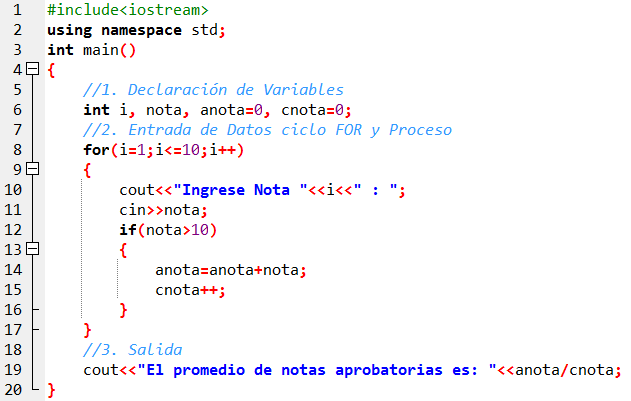 1 #include<iostream>
2 using namespace std;
3 int main()
4 {
5 //1. Declaración de Variables
6 int i, nota, anota=0, cnota=0;
7 //2. Entrada de Datos ciclo FOR y Proceso
8 for(i=1;i<=10;i++)
9 {
10 cout<<"Ingrese Nota "<<i<<" : ";
11 cin>>nota;
12 if(nota>10)
13 {
14 anota=anota+nota;
15 cnota++;
16 }
17 }
18 //3. Salida
19 cout<<"El promedio de notas aprobatorias es: "<<anota/cnota;
20 }